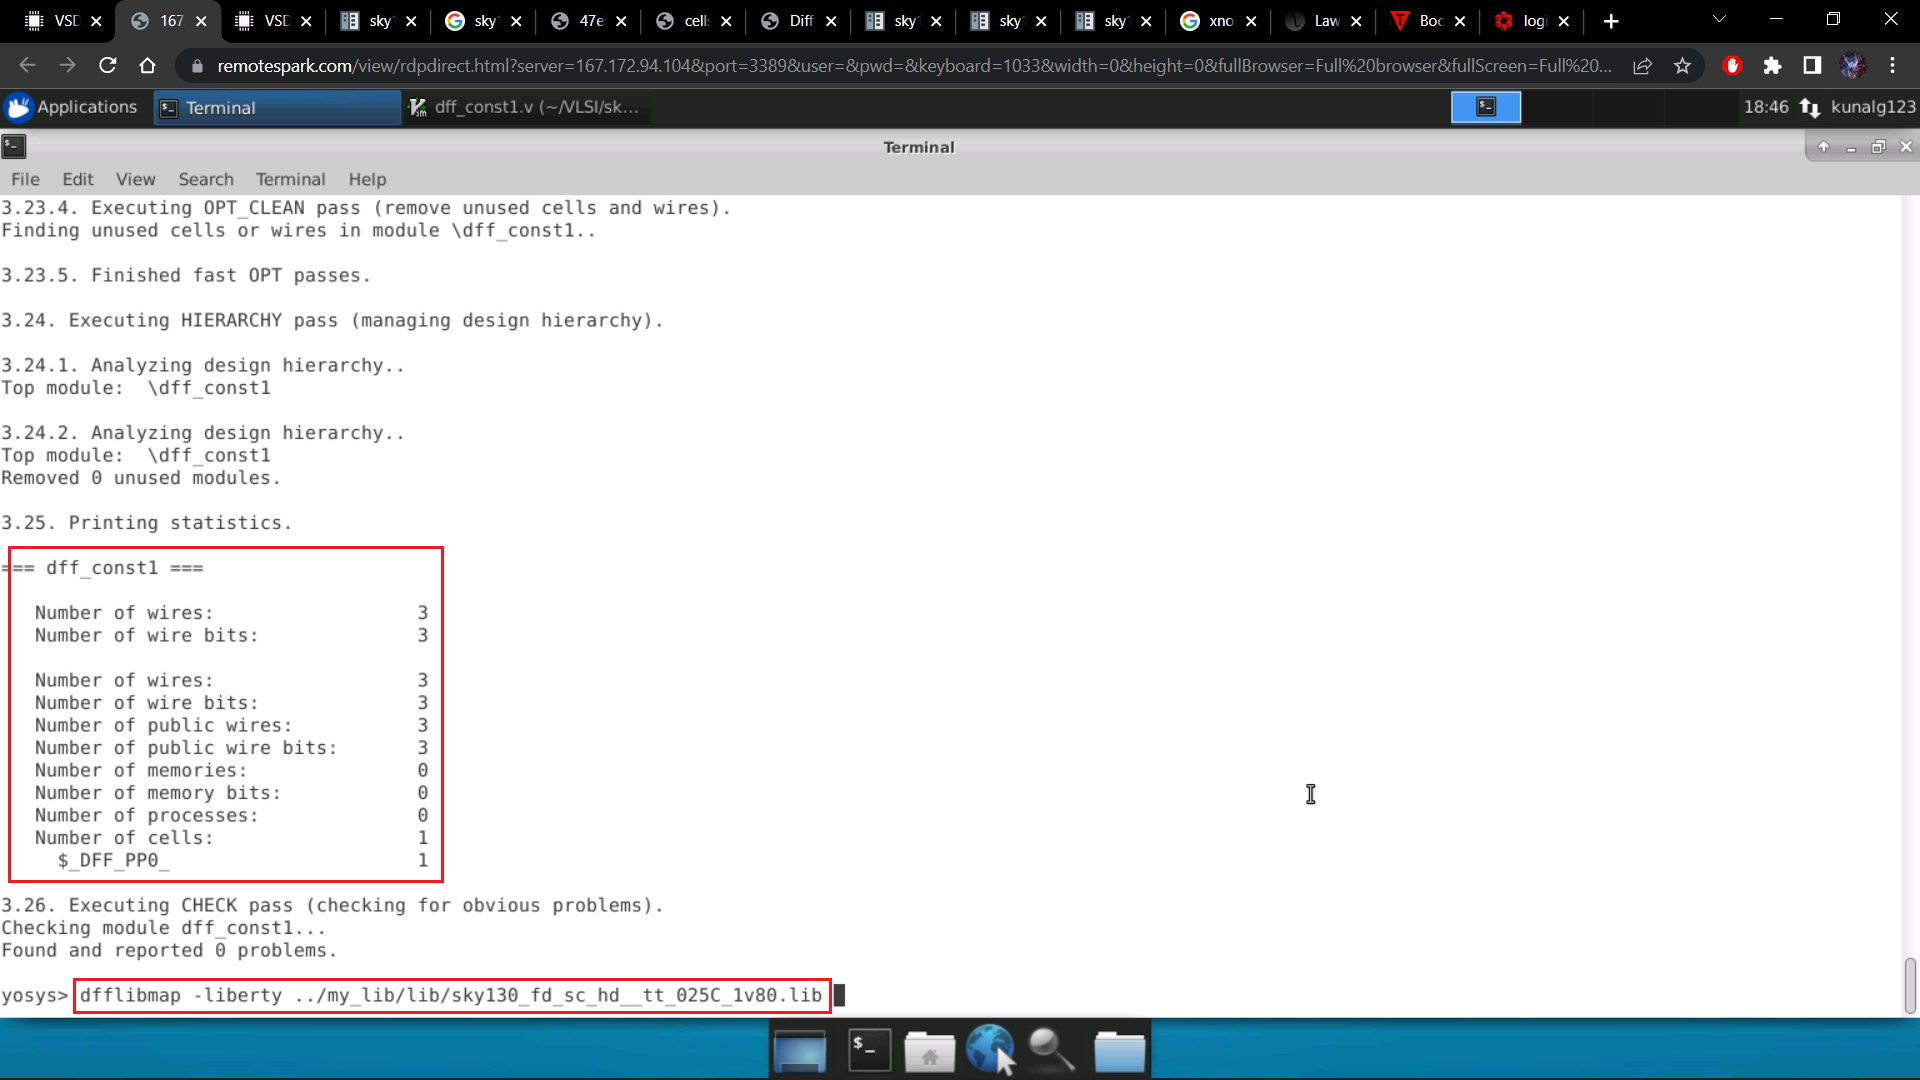 VSD
167
VSD
sky
sky
47e
cell
Diff
sky
sky
sky
xno
Law
Boc
logi
remotespark.com/view/rdpdirect.html?server=167.172.94.104&port=3389&user=&pwd=&keyboard=1033&width=0&height=0&fullBrowser=Full%20browser&fullScreen=Full%20...
Applications
Terminal
dff_const1.v (~/VLSI/sk...
18:46
kunalg123
Terminal
File Edit View Search Terminal Help
3.23.4. Executing OPT_CLEAN pass (remove unused cells and wires).
Finding unused cells or wires in module \dff_const1..
3.23.5. Finished fast OPT passes.
3.24. Executing HIERARCHY pass (managing design hierarchy).
3.24.1. Analyzing design hierarchy..
Top module:  \dff_const1
3.24.2. Analyzing design hierarchy..
Top module:  \dff_const1
Removed 0 unused modules.
3.25. Printing statistics.
=== dff_const1 ===
Number of wires: 3
Number of wire bits: 3
Number of wires: 3
Number of wire bits: 3
Number of public wires: 3
Number of public wire bits: 3
Number of memories: 0
Number of memory bits: 0
Number of processes: 0
Number of cells: 1
$_DFF_PP0_ 1
3.26. Executing CHECK pass (checking for obvious problems).
Checking module dff_const1...
Found and reported 0 problems.
yosys> dfflibmap -liberty ../my_lib/lib/sky130_fd_sc_hd__tt_025C_1v80.lib